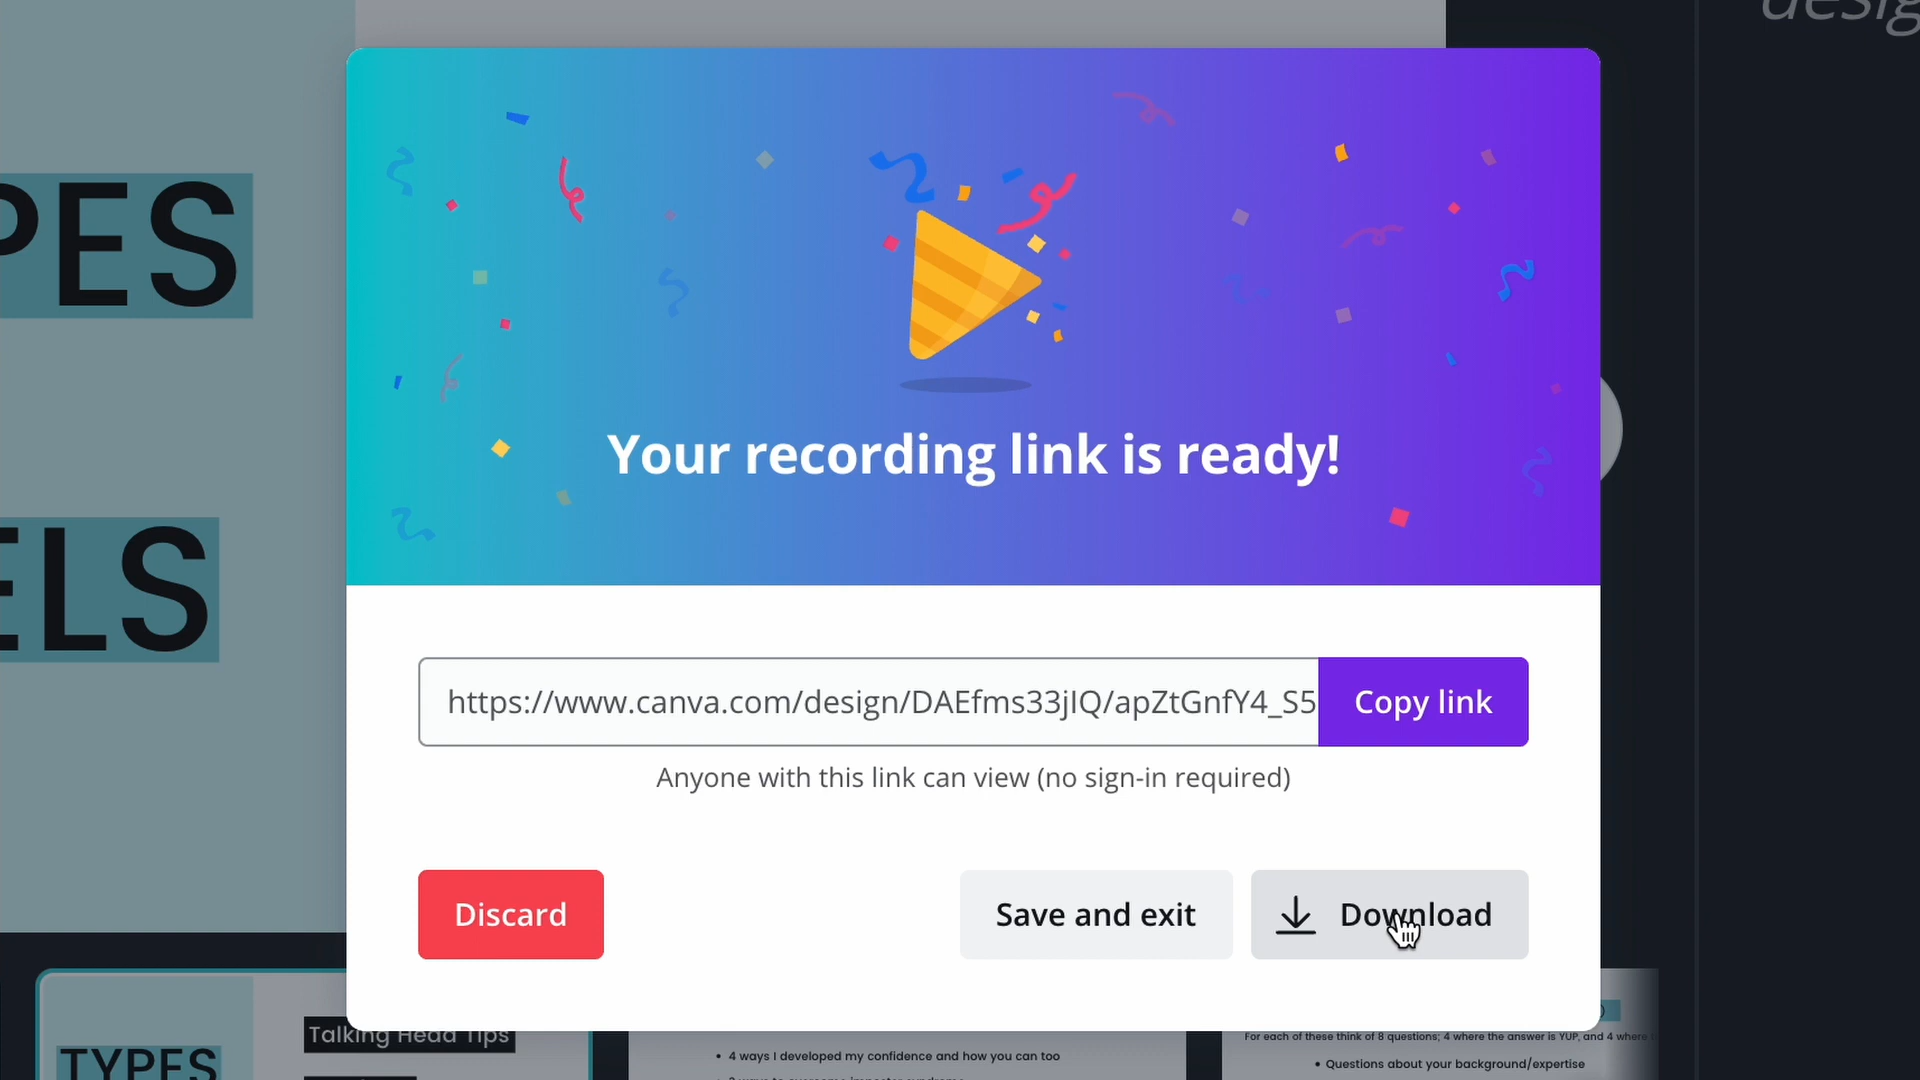 desig
PES
ELS
Your recording link is ready!
https://www.canva.com/design/DAEfms33jIQ/apZtGnfY4_S5
Copy link
Anyone with this link can view (no sign-in required)
Discard
Save and exit
Download
TYPES
Talking Head Tips
• 4 ways I developed my confidence and how you can too
For each of these think of 8 questions; 4 where the answer is YUP, and 4 where
• Questions about your background/expertise